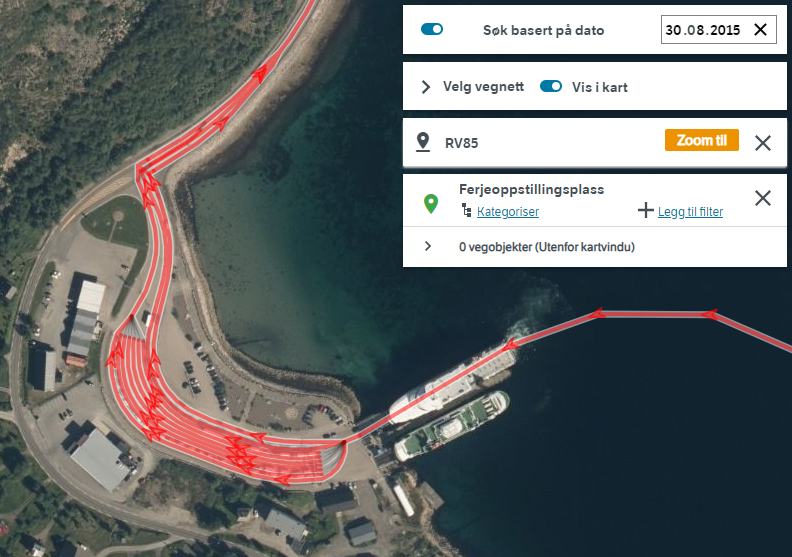 Søk basert på dato
30.08.2015
Velg vegnett
Vis i kart
RV85
Zoom til
Ferjeoppstillingsplass
Kategoriser
Legg til filter
0 vegobjekter (Utenfor kartvindu)